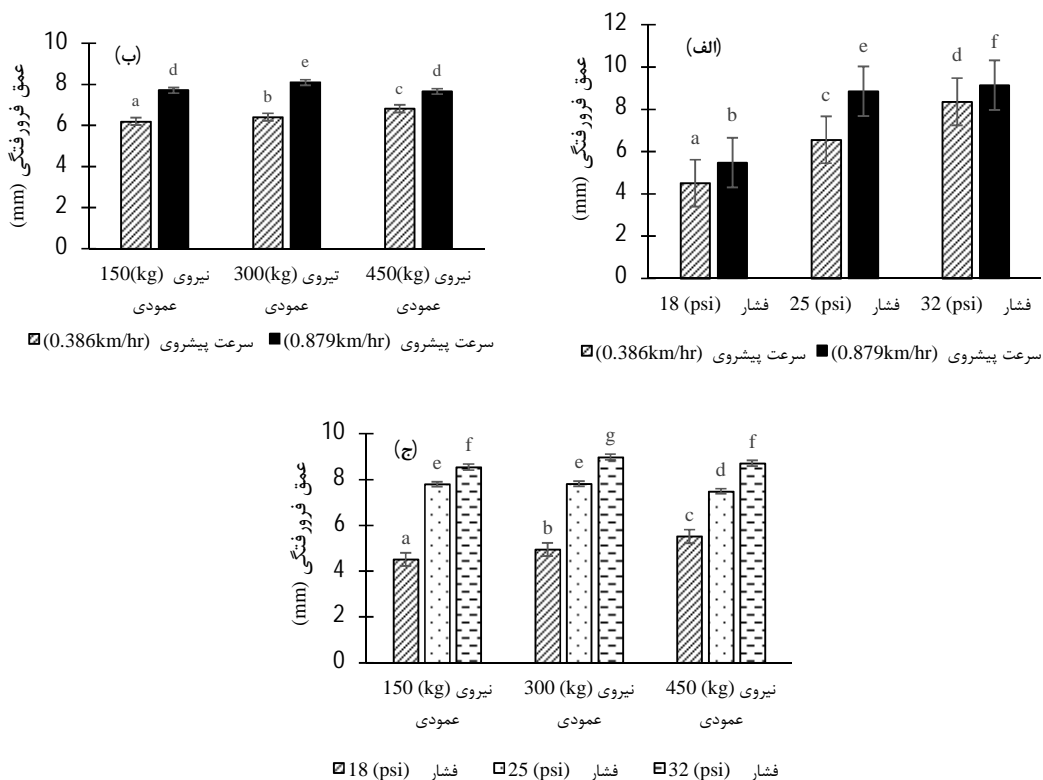 (الف)
عمق فرورفتگی (mm)
12
10
8
6
4
2
0
a
b
c
e
d
f
فشار 18 (psi)
فشار 25 (psi)
فشار 32 (psi)
سرعت پیشروی (0.386km/hr)
سرعت پیشروی (0.879km/hr)
(ب)
عمق فرورفتگی (mm)
10
8
6
4
2
0
a
d
b
e
c
d
نیروی 150(kg)
عمودی
تیروی 300(kg)
عمودی
نیروی 450(kg)
عمودی
سرعت پیشروی (0.386km/hr)
سرعت پیشروی (0.879km/hr)
(ج)
عمق فرورفتگی (mm)
10
8
6
4
2
0
a
e
f
b
e
g
c
d
f
نیروی 150 (kg)
عمودی
نیروی 300 (kg)
عمودی
نیروی 450 (kg)
عمودی
فشار 18 (psi)
فشار 25 (psi)
فشار 32 (psi)